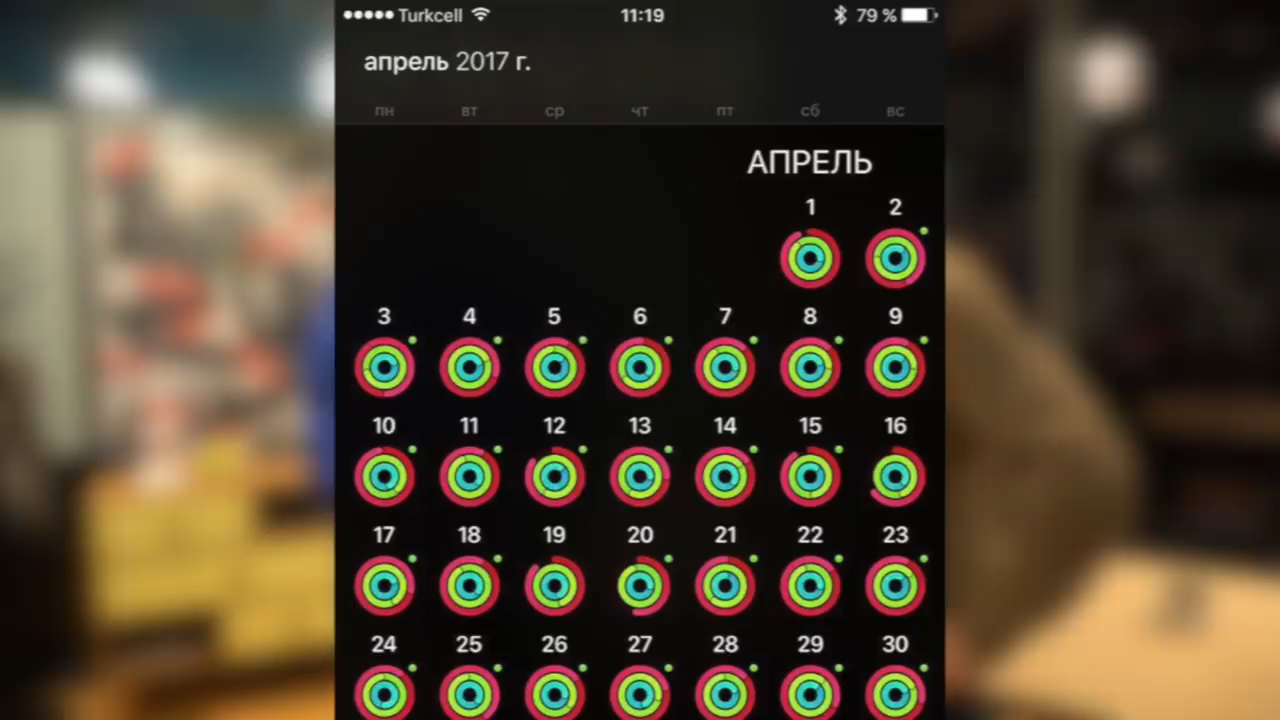 Turkcell 11:19 79 %
апрель 2017 г.
пн вт ср чт пт сб вс
АПРЕЛЬ
1 2
3 4 5 6 7 8 9
10 11 12 13 14 15 16
17 18 19 20 21 22 23
24 25 26 27 28 29 30